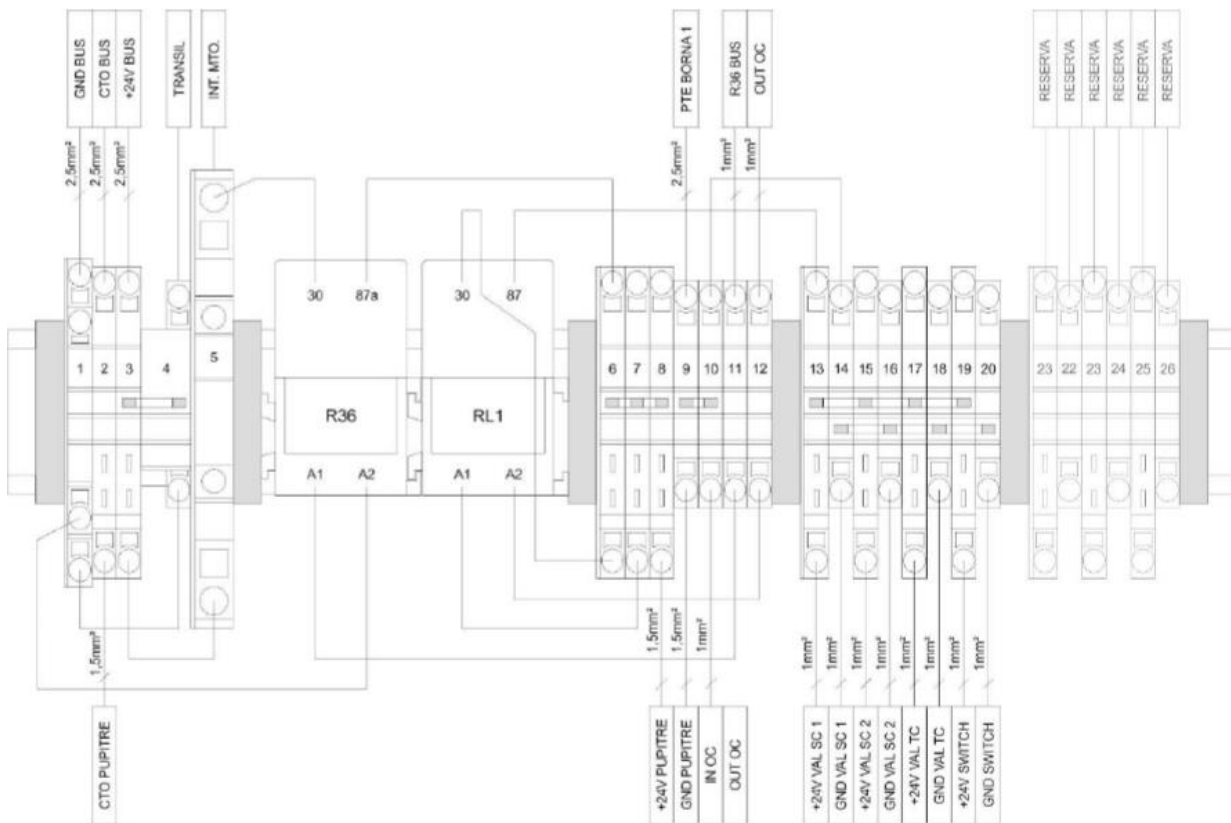 GND BUS
CTO BUS
+24V BUS
TRANSIL
INT. MTO.
PTE BORNA 1
R36 BUS
OUT OC
RESERVA
RESERVA
RESERVA
RESERVA
RESERVA
RESERVA
2,5mm²
2,5mm²
2,5mm²
2,5mm²
1mm²
1mm²
30
87a
30
87
1
2
3
4
5
6
7
8
9
10
11
12
13
14
15
16
17
18
19
20
23
22
23
24
25
26
R36
RL1
A1
A2
A1
A2
1,5mm²
1,5mm²
1,5mm²
1mm²
1mm²
1mm²
1mm²
1mm²
1mm²
1mm²
1mm²
1mm²
CTO PUPITRE
+24V PUPITRE
GND PUPITRE
IN OC
OUT OC
+24V VAL SC 1
GND VAL SC 1
+24V VAL SC 2
GND VAL SC 2
+24V VAL TC
GND VAL TC
+24V SWITCH
GND SWITCH